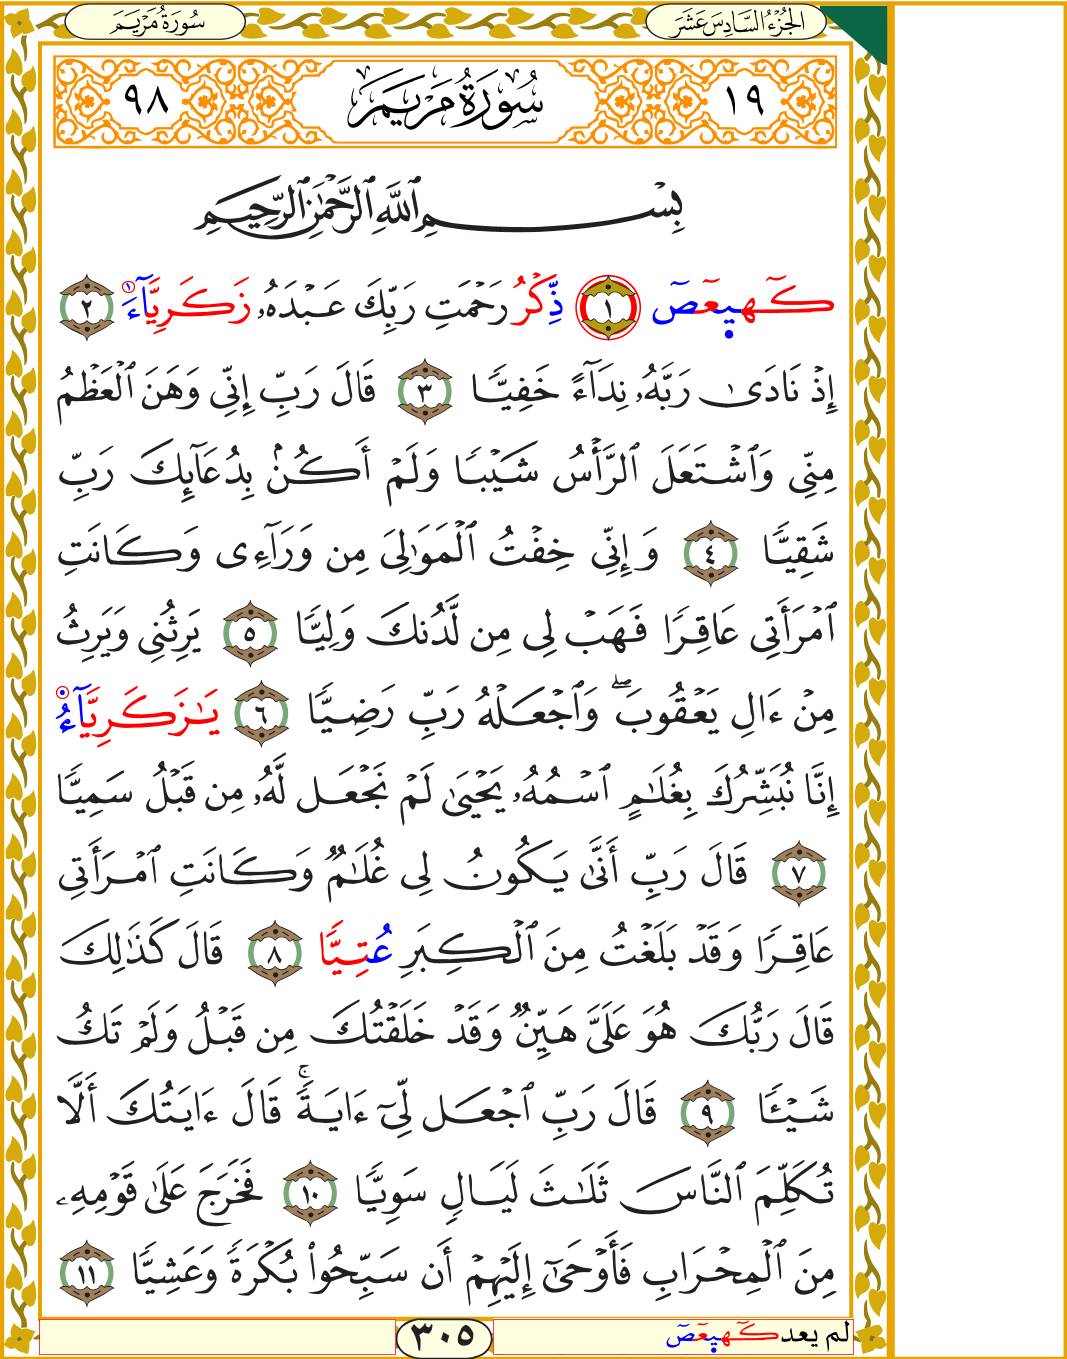 الجُزْءُ السَّادِسَ عَشَرَ سُورَةُ مَرْيَمَ
١٩ سُورَةُ مَرْيَمَ ٩٨
بِسۡمِ ٱللَّهِ ٱلرَّحۡمَٰنِ ٱلرَّحِيمِ
كٓهيعٓصٓ ١ ذِّكۡرُ رَحۡمَتِ رَبِّكَ عَبۡدَهُۥ زَكَرِيَّآءَ ٢
إِذۡ نَادَىٰ رَبَّهُۥ نِدَآءً خَفِيّٗا ٣ قَالَ رَبِّ إِنِّي وَهَنَ ٱلۡعَظۡمُ
مِنِّي وَٱشۡتَعَلَ ٱلرَّأۡسُ شَيۡبٗا وَلَمۡ أَكُنۢ بِدُعَآئِكَ رَبِّ
شَقِيّٗا ٤ وَإِنِّي خِفۡتُ ٱلۡمَوَٰلِيَ مِن وَرَآءِي وَكَانَتِ
ٱمۡرَأَتِي عَاقِرٗا فَهَبۡ لِي مِن لَّدُنكَ وَلِيّٗا ٥ يَرِثُنِي وَيَرِثُ
مِنۡ ءَالِ يَعۡقُوبَۖ وَٱجۡعَلۡهُ رَبِّ رَضِيّٗا ٦ يَٰزَكَرِيَّآءُ
إِنَّا نُبَشِّرُكَ بِغُلَٰمٍ ٱسۡمُهُۥ يَحۡيَىٰ لَمۡ نَجۡعَل لَّهُۥ مِن قَبۡلُ سَمِيّٗا
٧ قَالَ رَبِّ أَنَّىٰ يَكُونُ لِي غُلَٰمٞ وَكَانَتِ ٱمۡرَأَتِي
عَاقِرٗا وَقَدۡ بَلَغۡتُ مِنَ ٱلۡكِبَرِ عُتِيّٗا ٨ قَالَ كَذَٰلِكَ
قَالَ رَبُّكَ هُوَ عَلَيَّ هَيِّنٞ وَقَدۡ خَلَقۡتُكَ مِن قَبۡلُ وَلَمۡ تَكُ
شَيۡـٔٗا ٩ قَالَ رَبِّ ٱجۡعَل لِّيٓ ءَايَةٗۚ قَالَ ءَايَتُكَ أَلَّا
تُكَلِّمَ ٱلنَّاسَ ثَلَٰثَ لَيَالٖ سَوِيّٗا ١٠ فَخَرَجَ عَلَىٰ قَوۡمِهِۦ
مِنَ ٱلۡمِحۡرَابِ فَأَوۡحَىٰٓ إِلَيۡهِمۡ أَن سَبِّحُواْ بُكۡرَةٗ وَعَشِيّٗا ١١
لم يعد كٓهيعٓصٓ ٣٠٥